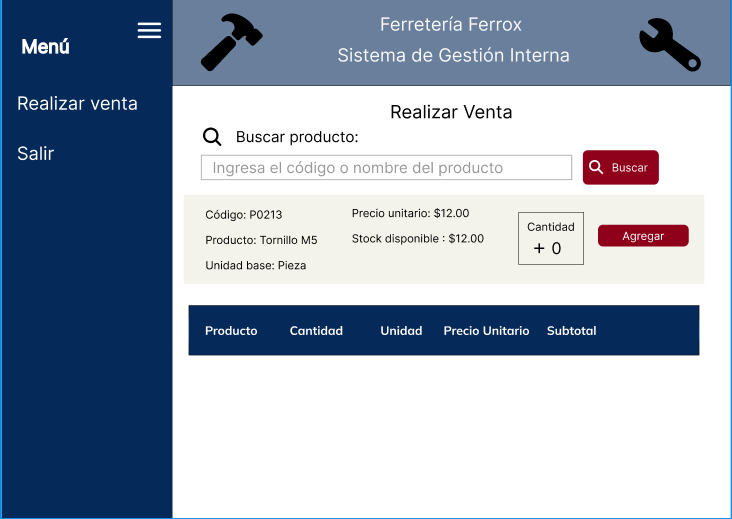 Menú
Realizar venta
Salir
Ferretería Ferrox
Sistema de Gestión Interna
Realizar Venta
Buscar producto:
Ingresa el código o nombre del producto
Buscar
Código: P0213
Producto: Tornillo M5
Unidad base: Pieza
Precio unitario: $12.00
Stock disponible : $12.00
Cantidad
+ 0
Agregar
Producto Cantidad Unidad Precio Unitario Subtotal